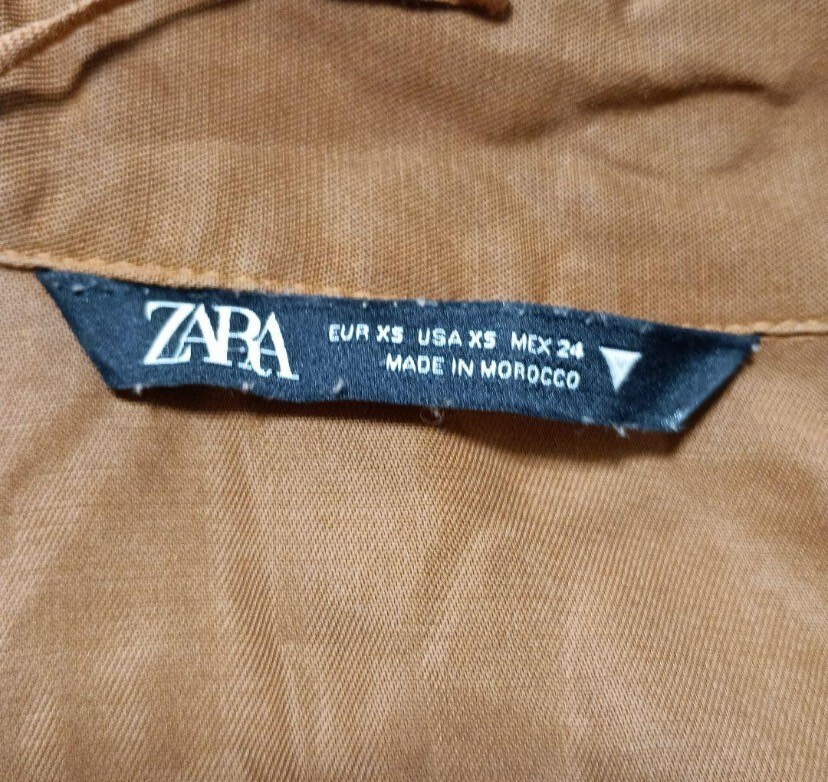 ZARA
EUR XS USA XS MEX 24
MADE IN MOROCCO